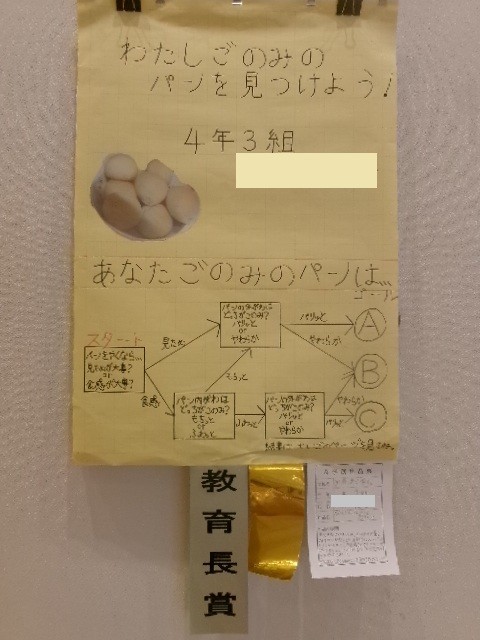 わたしごのみの
パンを見つけよう!
4年3組
あなたごのみのパンは…
スタート
パンをやくなら…
見ためが大事?
or
食感が大事?
見ため
食感
パンの外がわは
どっちがこのみ?
パリッと
or
やわらか
パリッと
やわらか
A
B
もちっと
パンの内がわは
どっちがこのみ?
もちっと
or
ふわっと
ふわっと
パンの外がわは
どっちがこのみ?
パリッと
or
やわらか
やわらか
パリッと
C
教育長賞